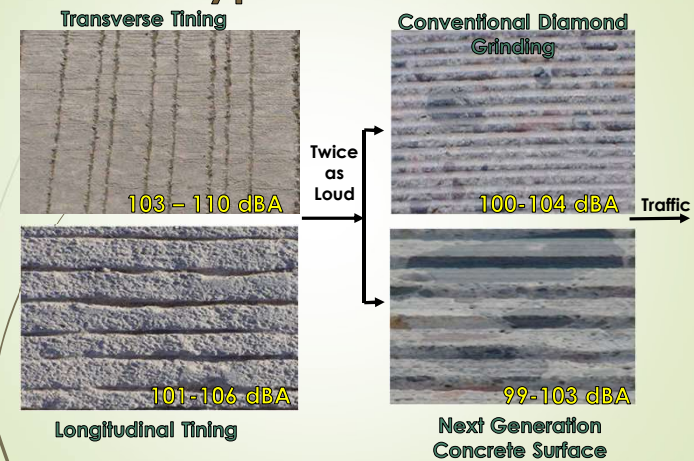 Transverse Tining
103 – 110 dBA
101-106 dBA
Longitudinal Tining
Twice
as
Loud
Conventional Diamond
Grinding
100-104 dBA
Traffic
99-103 dBA
Next Generation
Concrete Surface